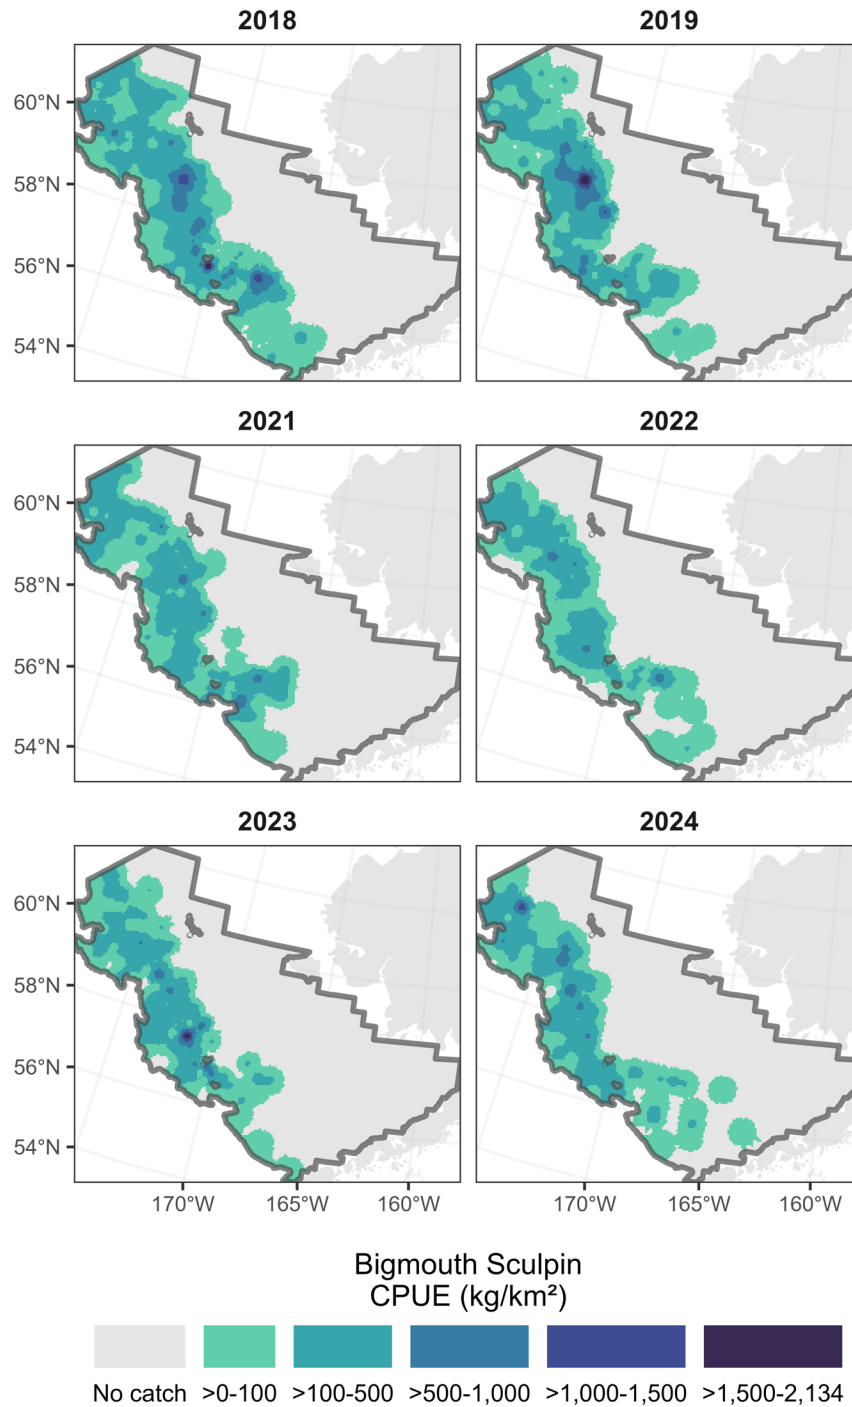 2018 2019
60°N
58°N
56°N
54°N
2021 2022
60°N
58°N
56°N
54°N
2023 2024
60°N
58°N
56°N
54°N
170°W 165°W 160°W 170°W 165°W 160°W
Bigmouth Sculpin
CPUE (kg/km²)
No catch >0-100 >100-500 >500-1,000 >1,000-1,500 >1,500-2,134